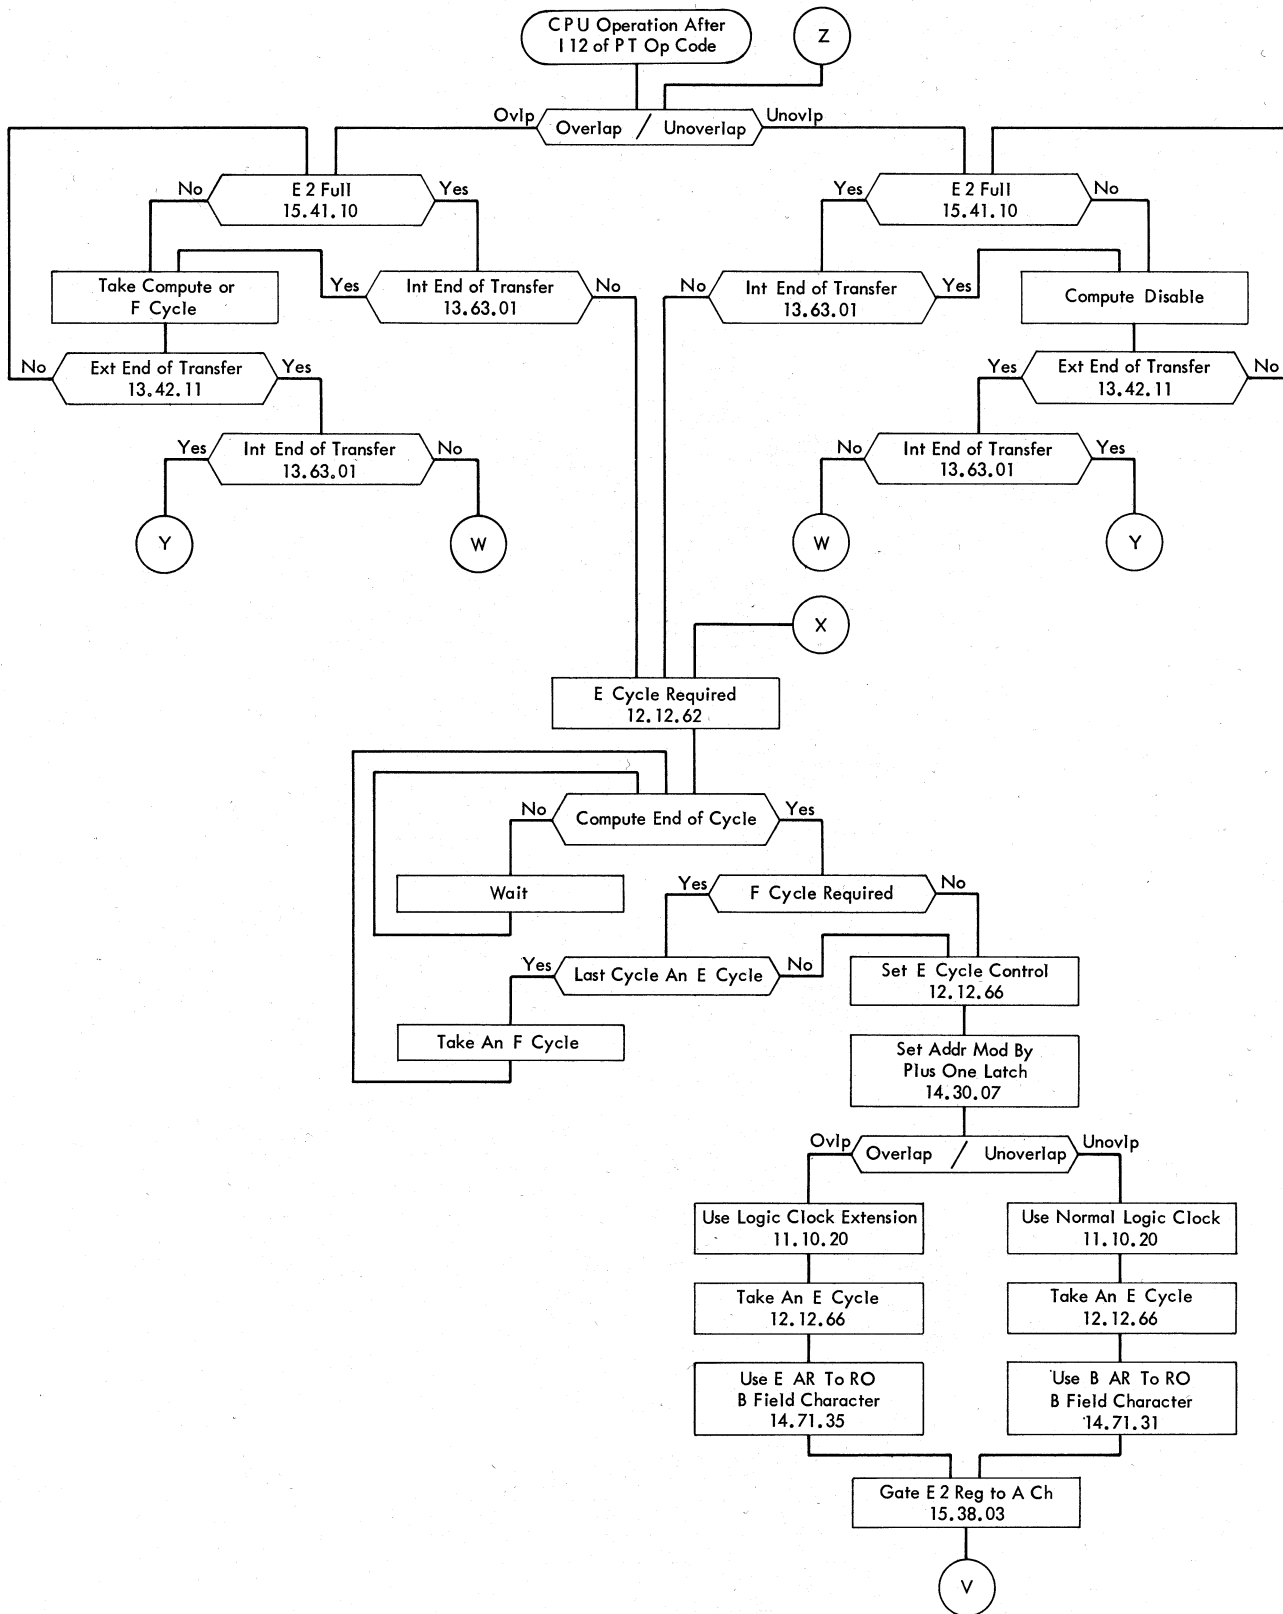 CPU Operation After
I 12 of PT Op Code
Z
Ovlp
Overlap / Unoverlap
Unovlp
No
E 2 Full
15.41.10
Yes
Yes
E 2 Full
15.41.10
No
Take Compute or
F Cycle
Yes
Int End of Transfer
13.63.01
No
No
Int End of Transfer
13.63.01
Yes
Compute Disable
No
Ext End of Transfer
13.42.11
Yes
Yes
Ext End of Transfer
13.42.11
No
Yes
Int End of Transfer
13.63.01
No
No
Int End of Transfer
13.63.01
Yes
Y
W
W
Y
X
E Cycle Required
12.12.62
No
Compute End of Cycle
Yes
Wait
Yes
F Cycle Required
No
Yes
Last Cycle An E Cycle
No
Set E Cycle Control
12.12.66
Take An F Cycle
Set Addr Mod By
Plus One Latch
14.30.07
Ovlp
Overlap / Unoverlap
Unovlp
Use Logic Clock Extension
11.10.20
Use Normal Logic Clock
11.10.20
Take An E Cycle
12.12.66
Take An E Cycle
12.12.66
Use E AR To RO
B Field Character
14.71.35
Use B AR To RO
B Field Character
14.71.31
Gate E 2 Reg to A Ch
15.38.03
V